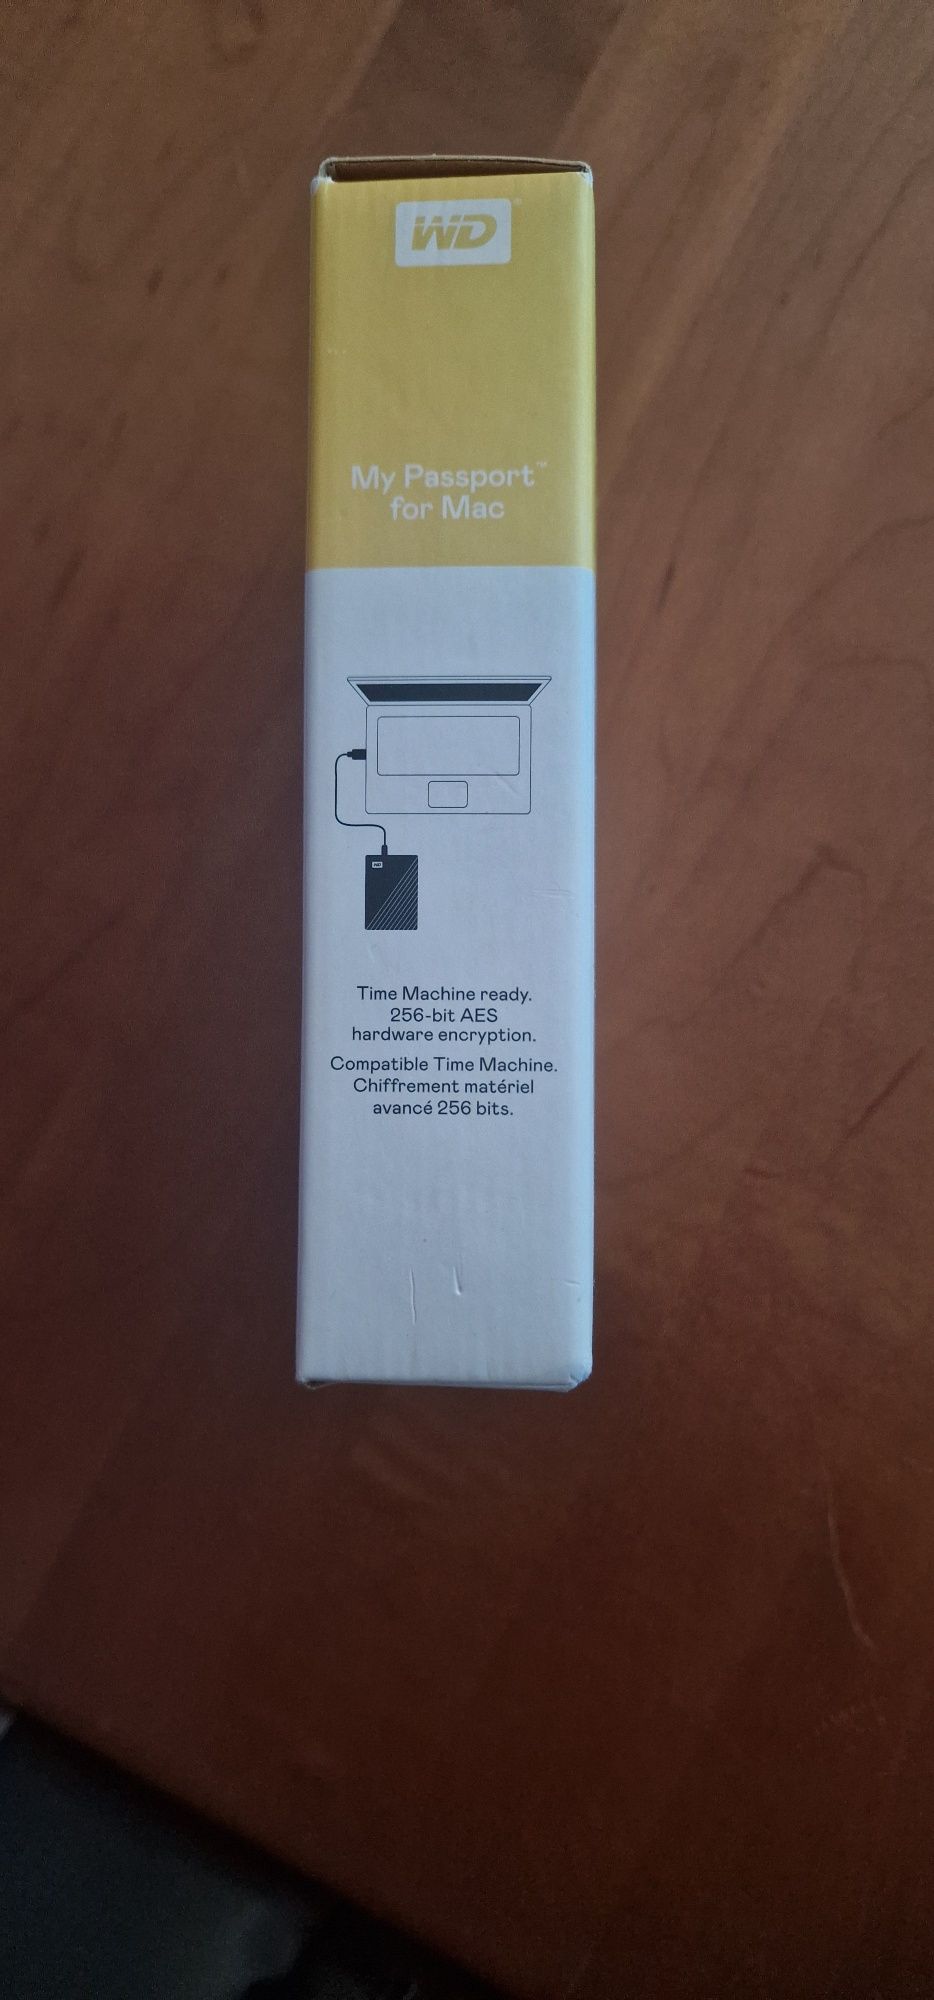 WD®
My Passport™
for Mac
WD
Time Machine ready.
256-bit AES
hardware encryption.
Compatible Time Machine.
Chiffrement matériel
avancé 256 bits.